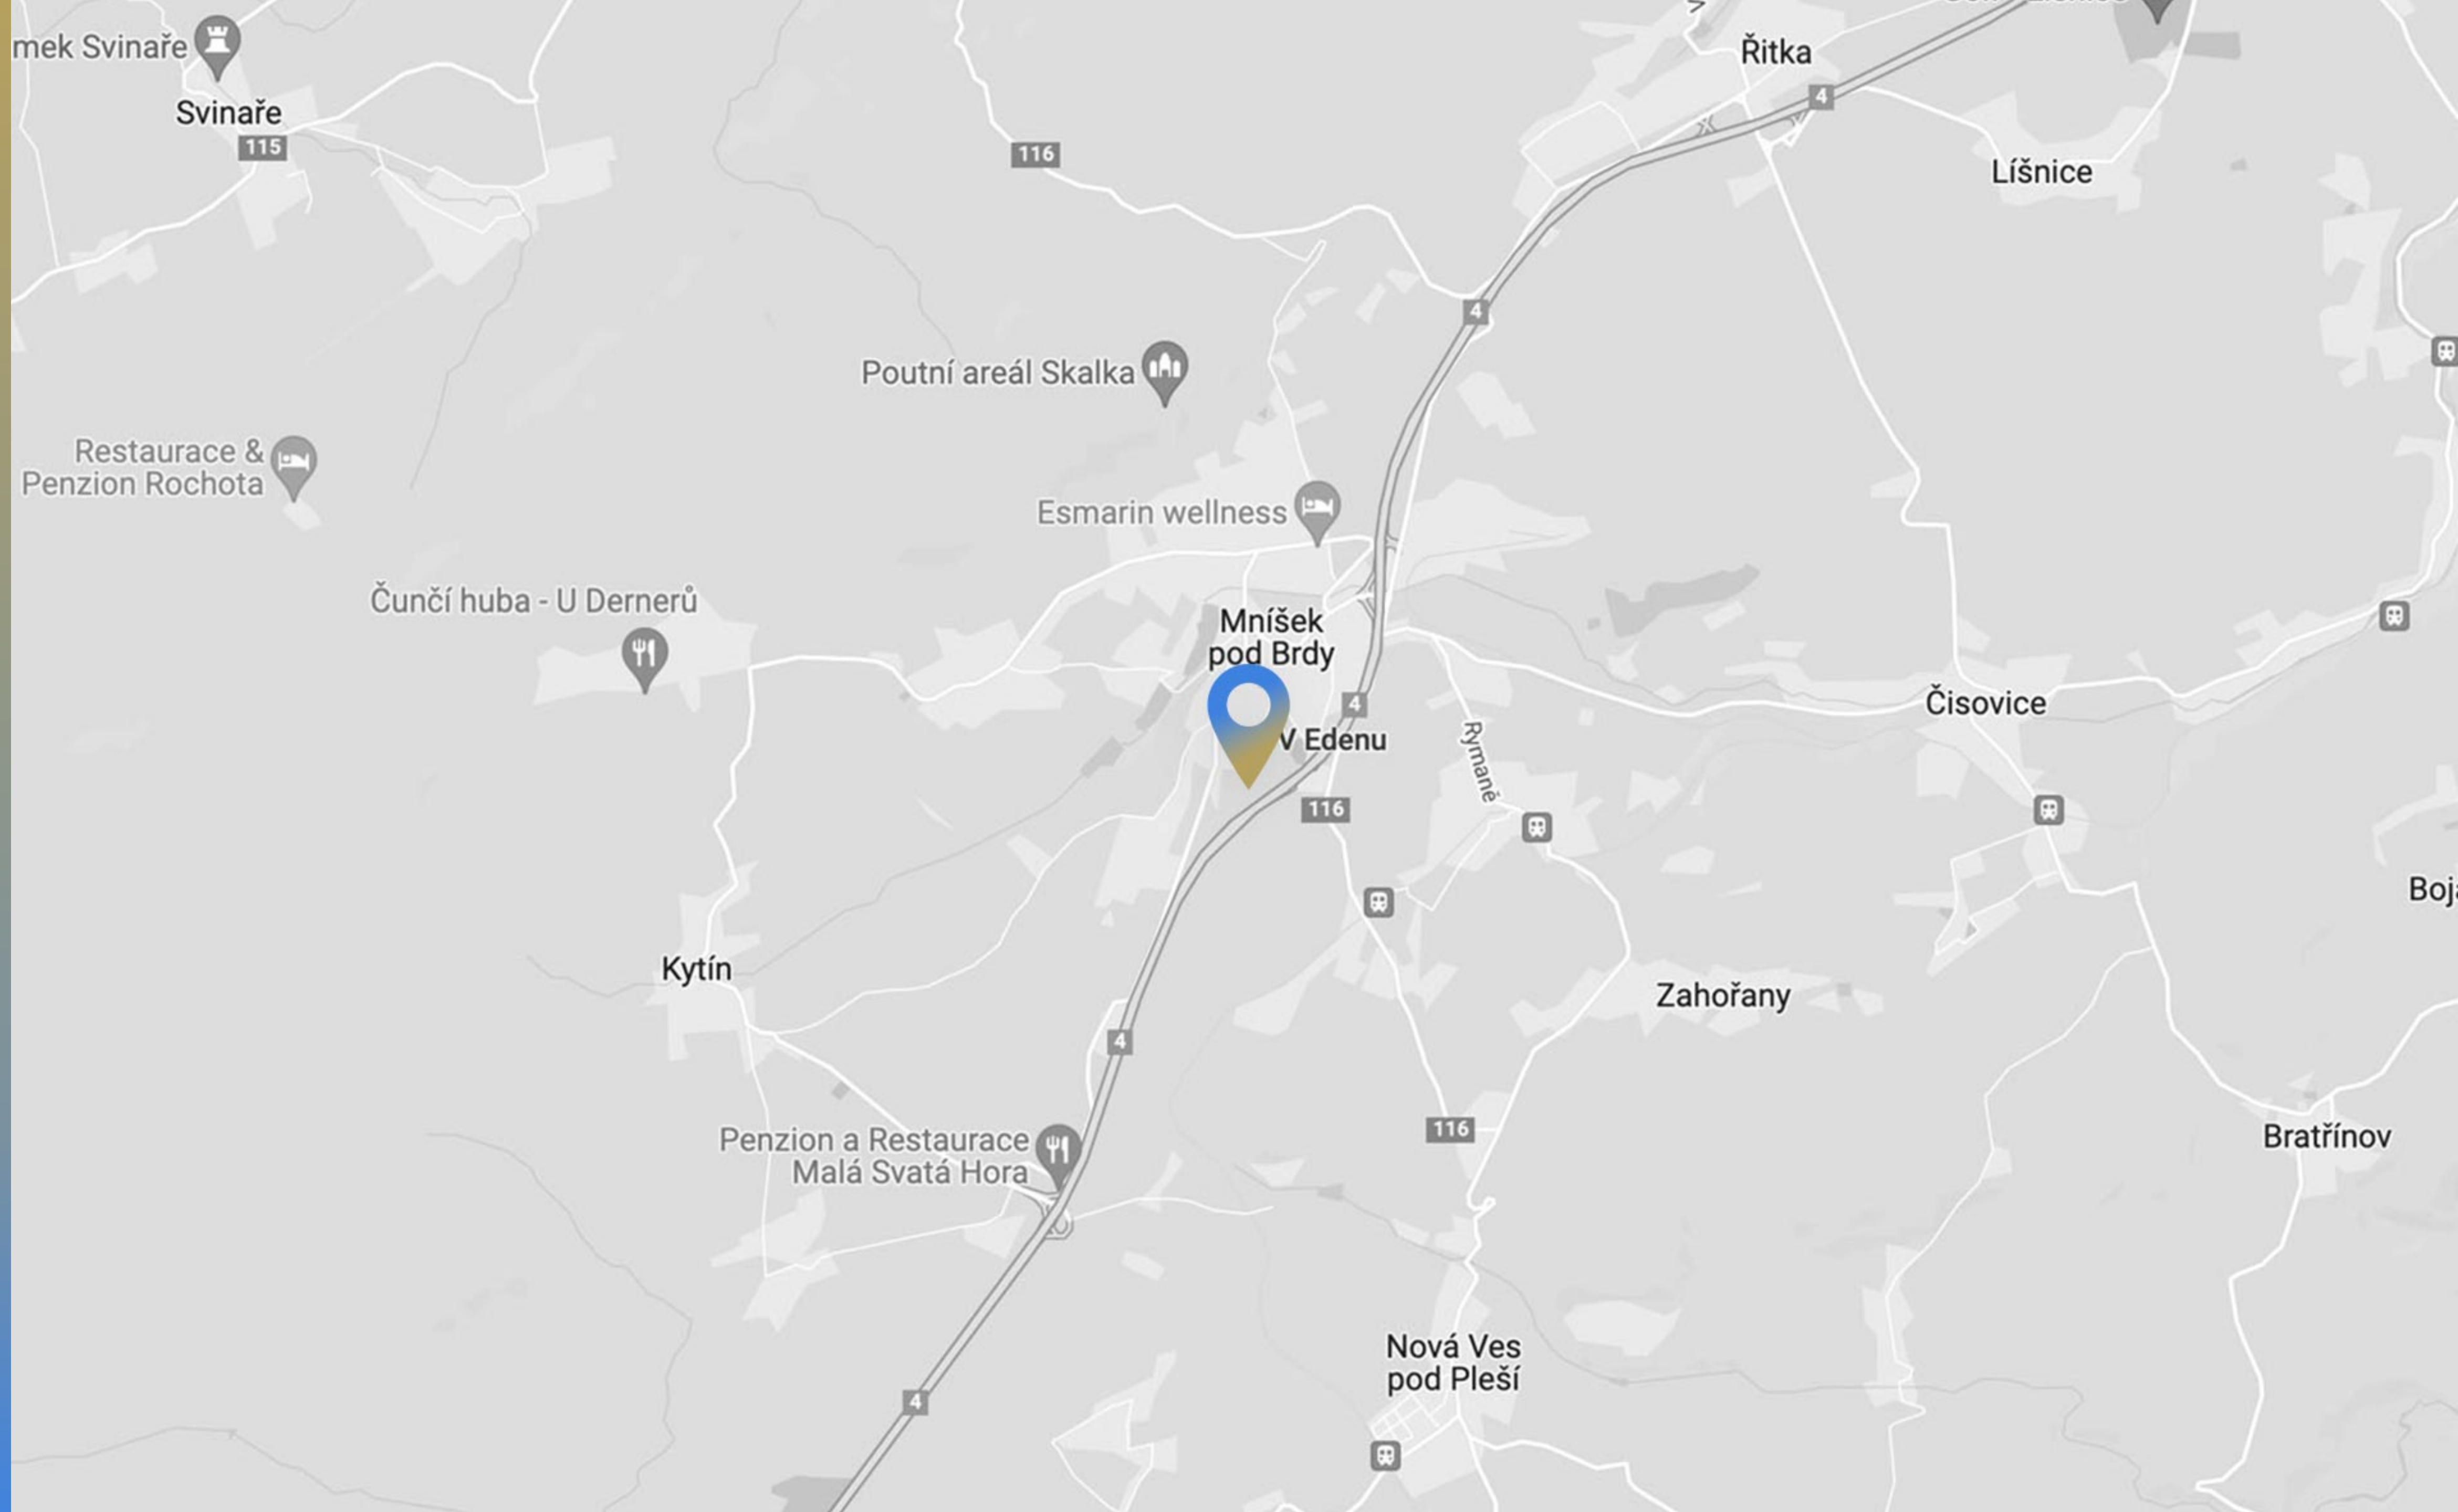 Řitka
mek Svinaře
4
Svinaře
115
116
Líšnice
4
Poutní areál Skalka
Restaurace &
Penzion Rochota
Esmarin wellness
Čunčí huba - U Dernerů
Mníšek
pod Brdy
4
Čisovice
V Edenu
Rymaně
116
Boj
Kytín
Zahořany
4
116
Penzion a Restaurace
Malá Svatá Hora
Bratřínov
Nová Ves
pod Pleší
4